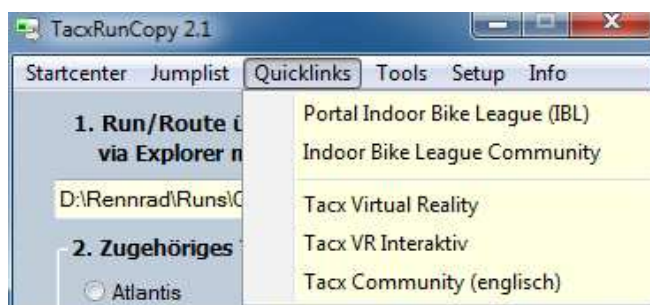 TacxRunCopy 2.1
Startcenter Jumplist Quicklinks Tools Setup Info
1. Run/Route
via Explorer
D:\Rennrad\Runs\
2. Zugehöriges
Atlantis
Portal Indoor Bike League (IBL)
Indoor Bike League Community
Tacx Virtual Reality
Tacx VR Interaktiv
Tacx Community (englisch)